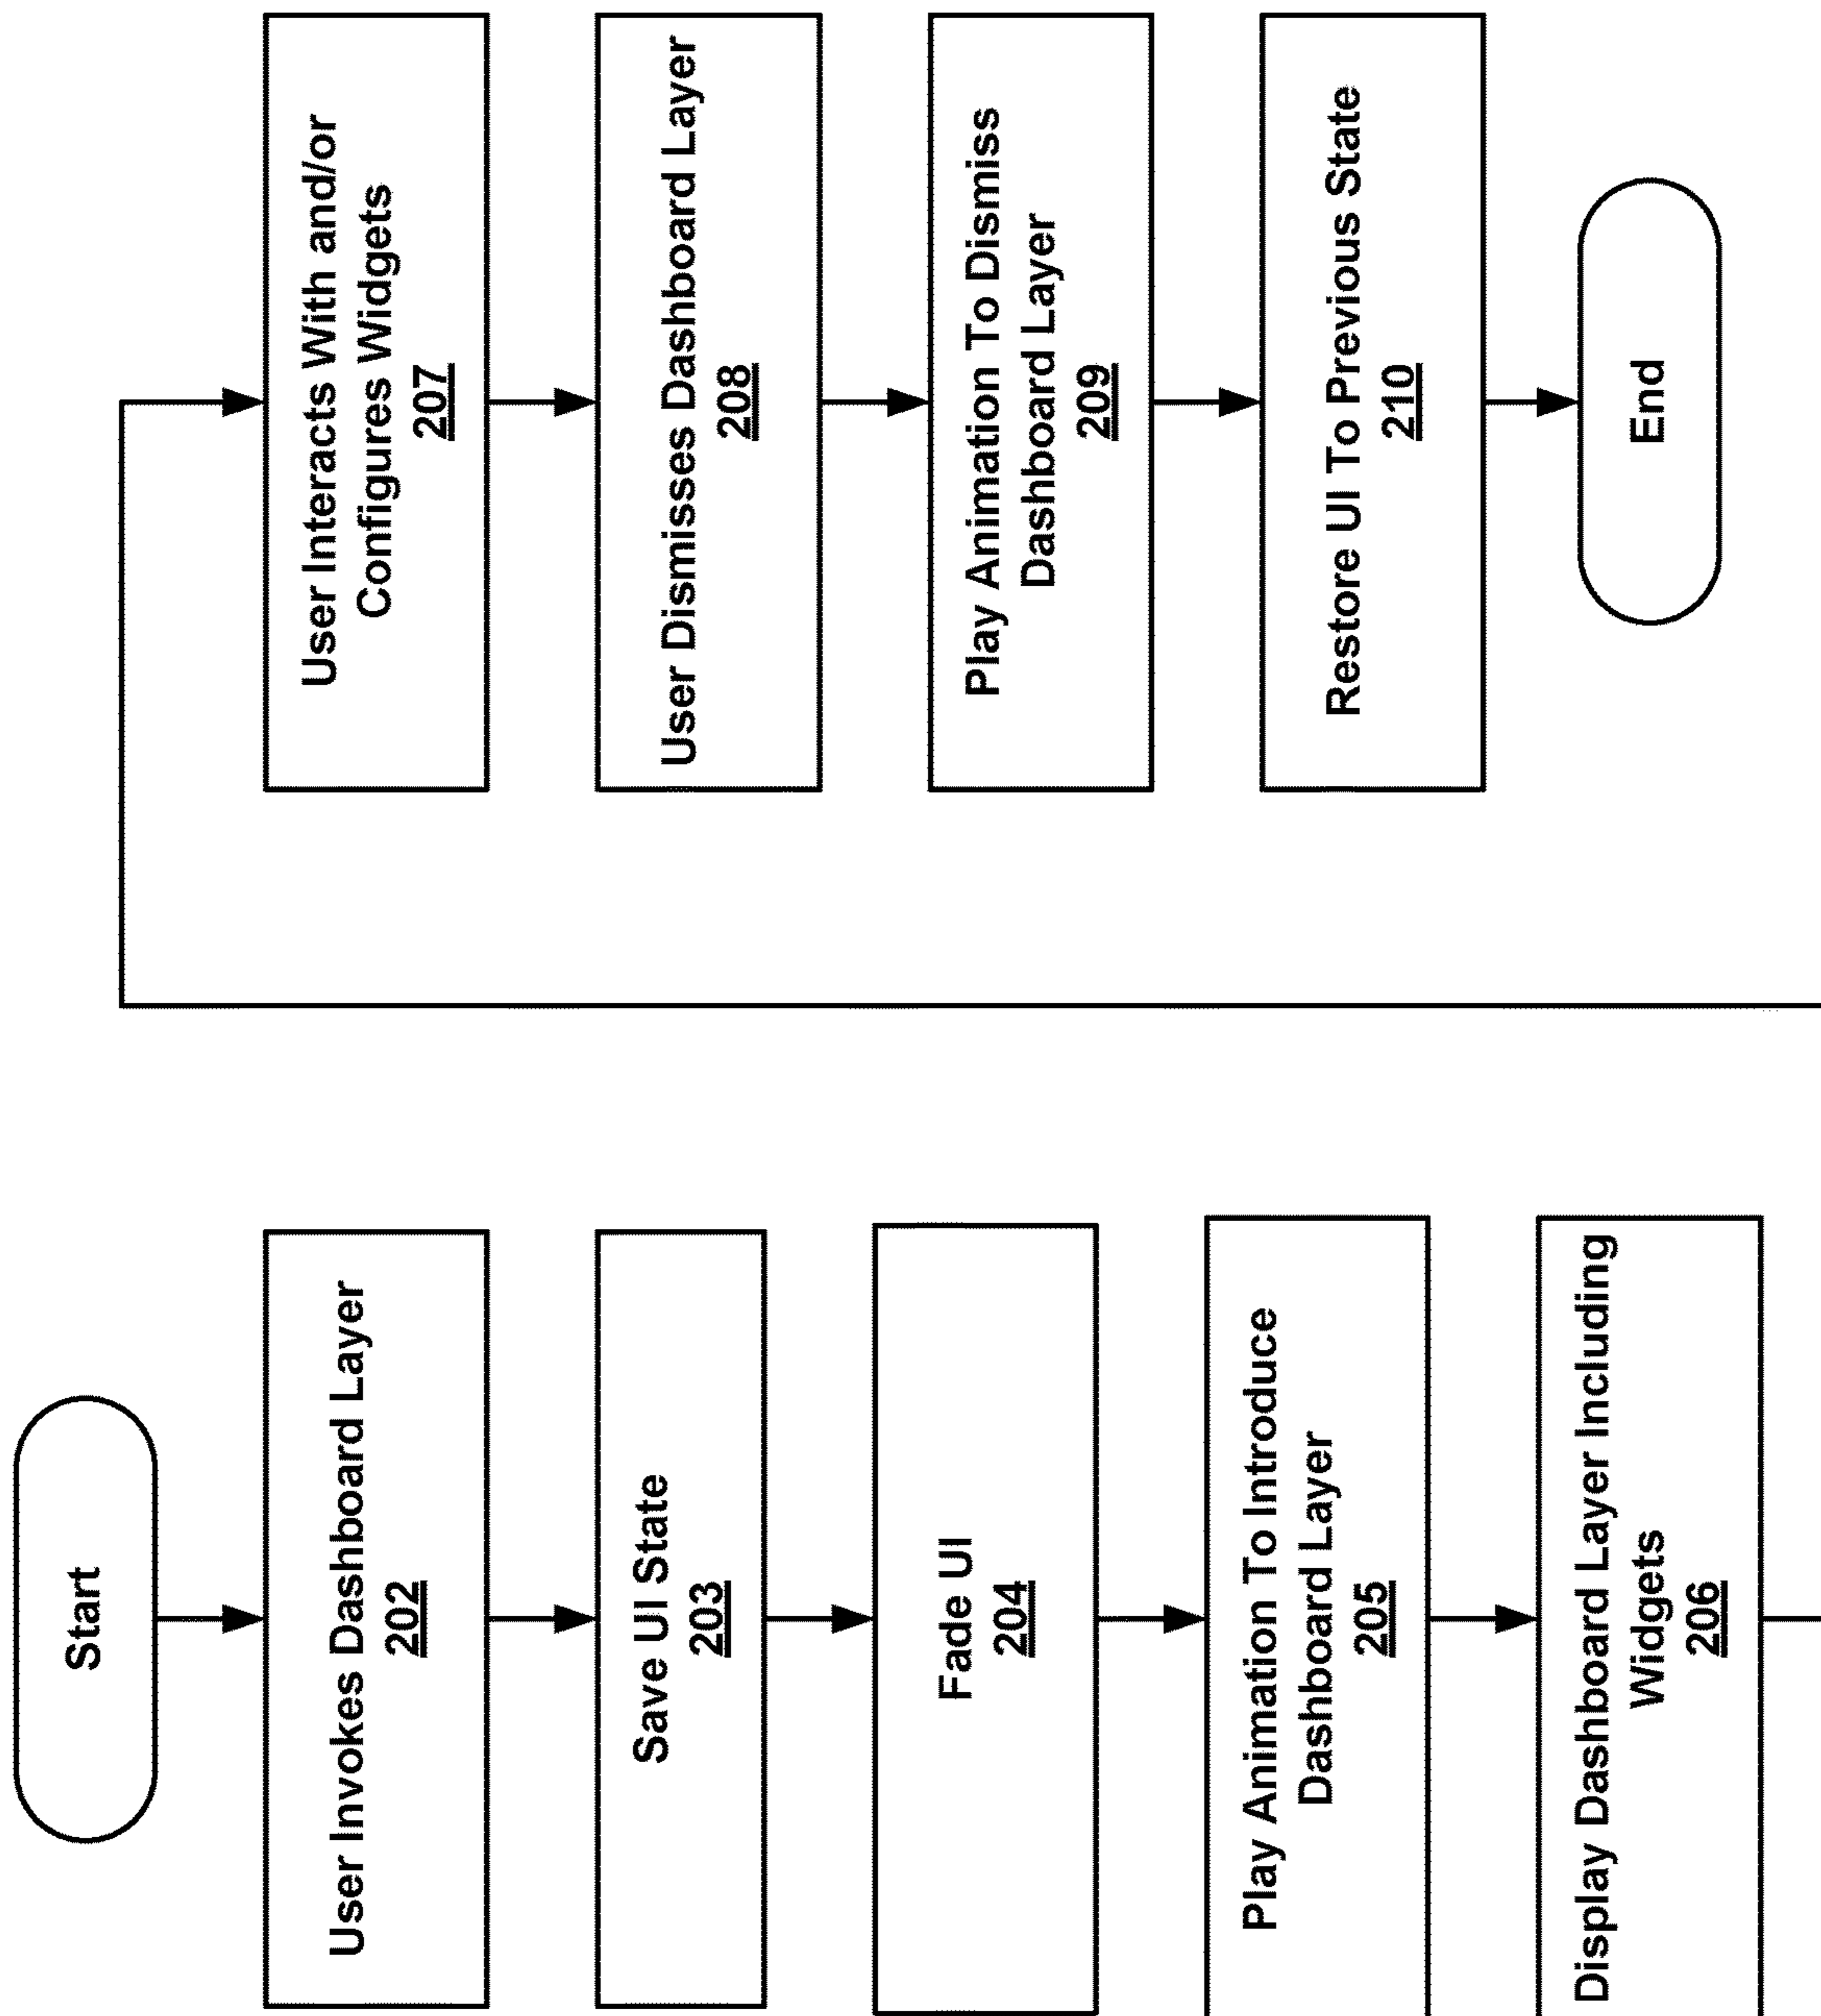 Start
User Invokes Dashboard Layer
202
Save UI State
203
Fade UI
204
Play Animation To Introduce
Dashboard Layer
205
Display Dashboard Layer Including
Widgets
206
User Interacts With and/or
Configures Widgets
207
User Dismisses Dashboard Layer
208
Play Animation To Dismiss
Dashboard Layer
209
Restore UI To Previous State
210
End